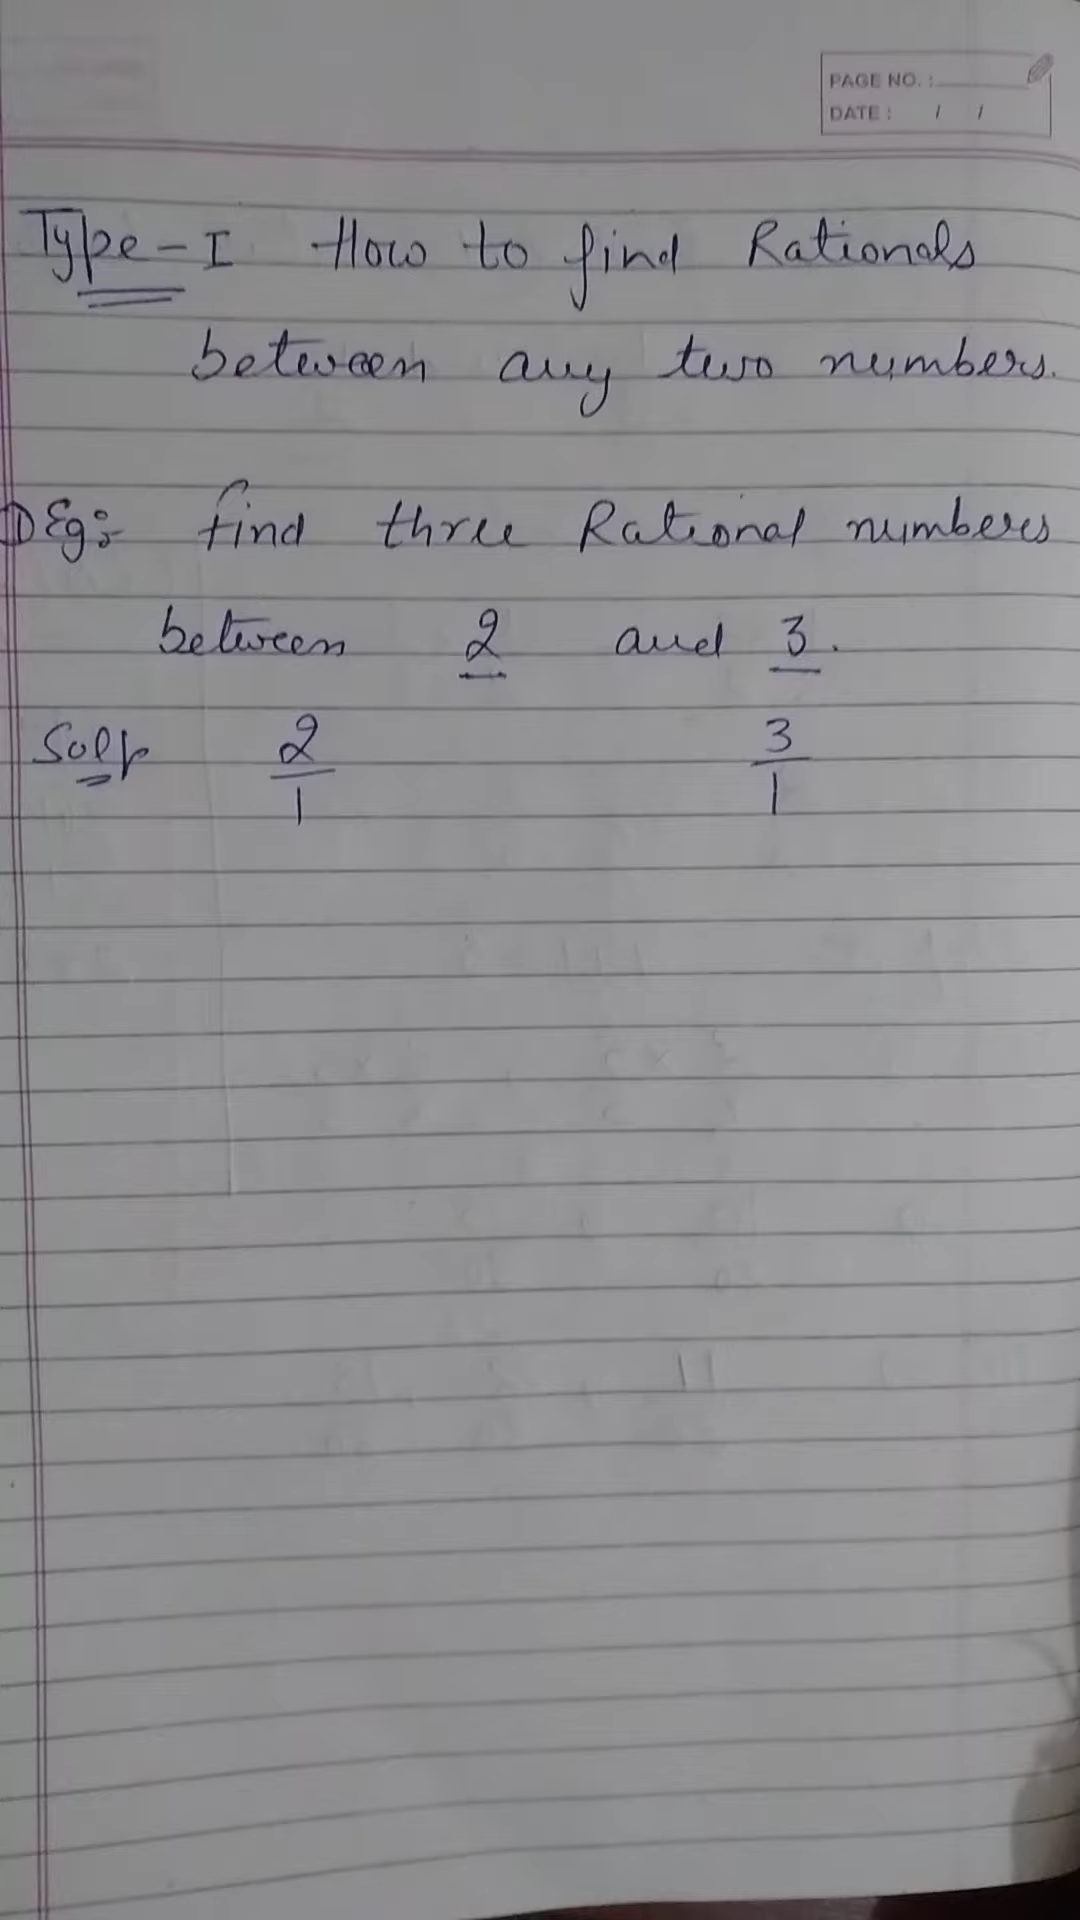 PAGE NO. :
DATE : / /
Type-I How to find Rationals
between any two numbers.
1) Eg:- find three Rational numbers
between 2 and 3.
Soln 2/1 3/1